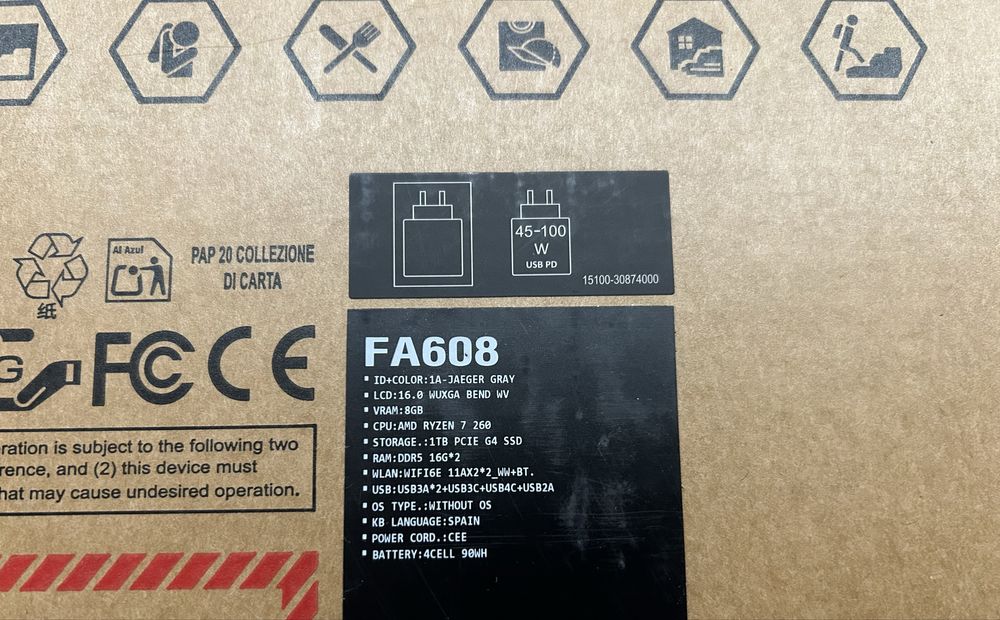 45-100
W
USB PD
15100-30874000
Al Azul
PAP 20 COLLEZIONE
DI CARTA
纸
G
FC CE
FA608
▪ ID+COLOR:1A-JAEGER GRAY
▪ LCD:16.0 WUXGA BEND WV
▪ VRAM:8GB
▪ CPU:AMD RYZEN 7 260
▪ STORAGE.:1TB PCIE G4 SSD
▪ RAM:DDR5 16G*2
▪ WLAN:WIFI6E 11AX2*2_WW+BT.
▪ USB:USB3A*2+USB3C+USB4C+USB2A
▪ OS TYPE.:WITHOUT OS
▪ KB LANGUAGE:SPAIN
▪ POWER CORD.:CEE
▪ BATTERY:4CELL 90WH
eration is subject to the following two
rence, and (2) this device must
hat may cause undesired operation.